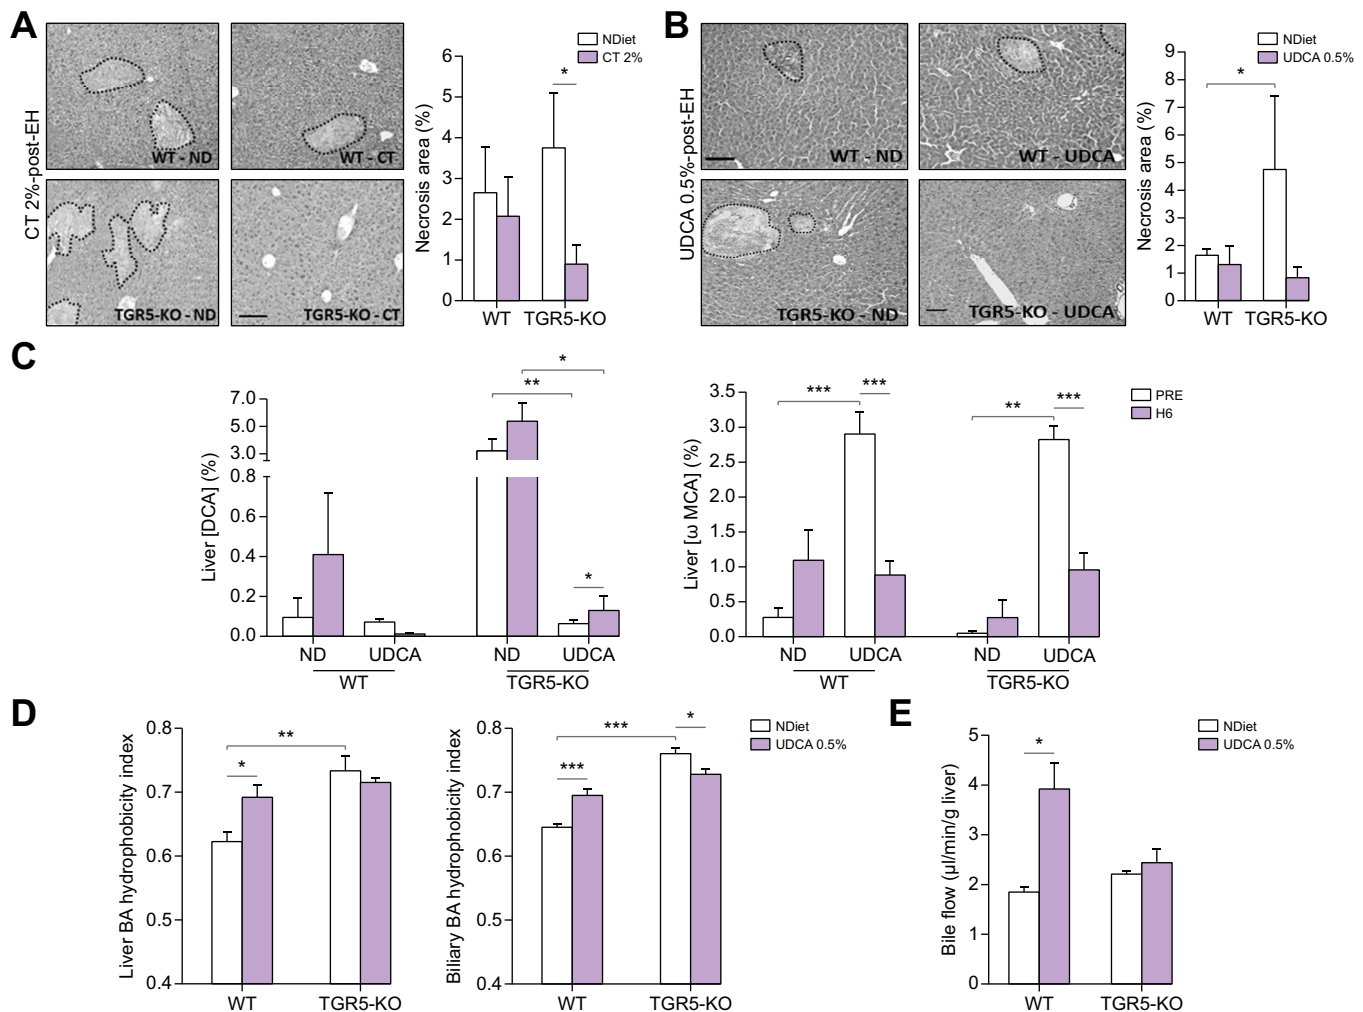 A
CT 2%-post-EH
WT - ND
WT - CT
TGR5-KO - ND
TGR5-KO - CT
NDiet
CT 2%
Necrosis area (%)
6
5
4
3
2
1
0
*
WT
TGR5-KO
B
UDCA 0.5%-post-EH
WT - ND
WT - UDCA
TGR5-KO - ND
TGR5-KO - UDCA
NDiet
UDCA 0.5%
Necrosis area (%)
9
8
7
6
5
4
3
2
1
0
*
WT
TGR5-KO
C
Liver [DCA] (%)
7.0
5.0
3.0
0.8
0.6
0.4
0.2
0.0
*
**
*
ND
UDCA
ND
UDCA
WT
TGR5-KO
Liver [ω MCA] (%)
3.5
3.0
2.5
2.0
1.5
1.0
0.5
0.0
***
***
**
***
ND
UDCA
ND
UDCA
WT
TGR5-KO
PRE
H6
D
Liver BA hydrophobicity index
0.8
0.7
0.6
0.5
0.4
**
*
WT
TGR5-KO
Biliary BA hydrophobicity index
0.8
0.7
0.6
0.5
0.4
***
*
***
WT
TGR5-KO
NDiet
UDCA 0.5%
E
Bile flow (µl/min/g liver)
5
4
3
2
1
0
*
WT
TGR5-KO
NDiet
UDCA 0.5%